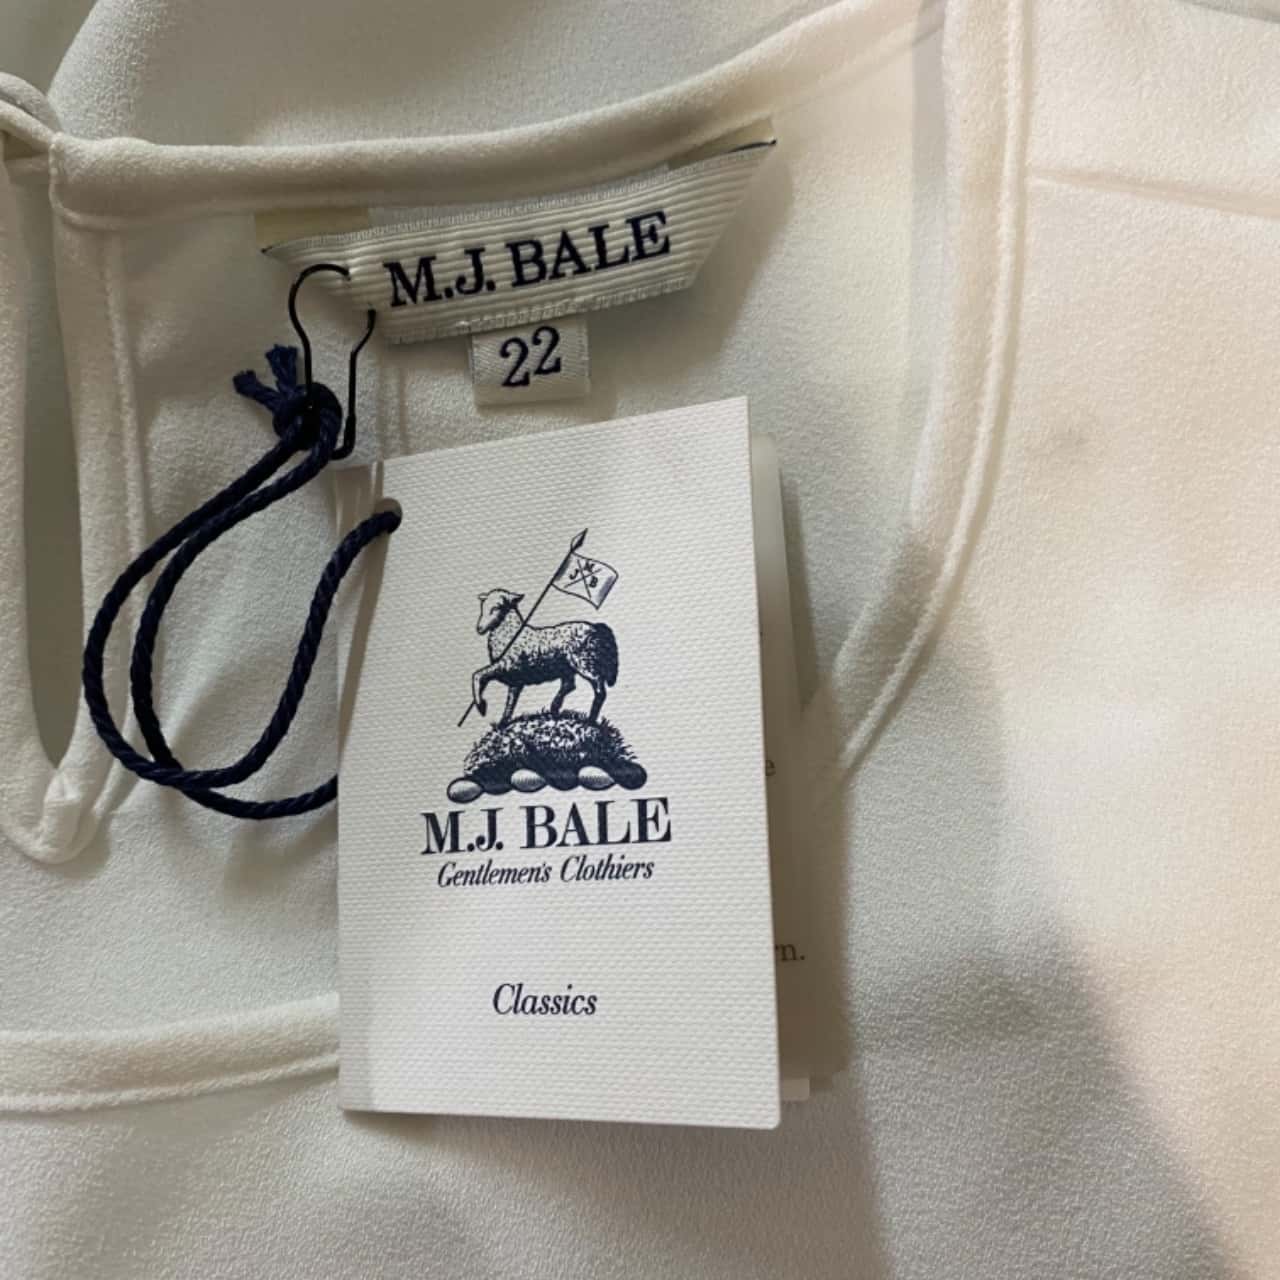 M.J. BALE
22
M
J B
M.J. BALE
Gentlemen's Clothiers
Classics